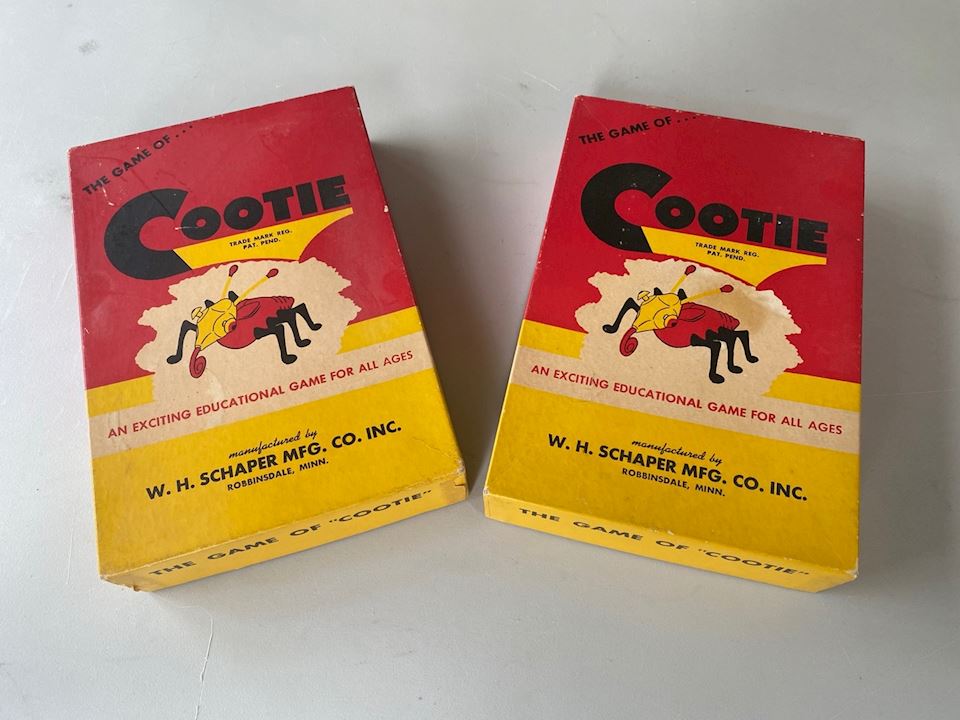 THE GAME OF...
COOTIE
TRADE MARK REG.
PAT. PEND.
AN EXCITING EDUCATIONAL GAME FOR ALL AGES
manufactured by
W. H. SCHAPER MFG. CO. INC.
ROBBINSDALE, MINN.
THE GAME OF "COOTIE"
THE GAME OF....
COOTIE
TRADE MARK REG.
PAT. PEND.
AN EXCITING EDUCATIONAL GAME FOR ALL AGES
manufactured by
W. H. SCHAPER MFG. CO. INC.
ROBBINSDALE, MINN.
THE GAME OF "COOTIE"